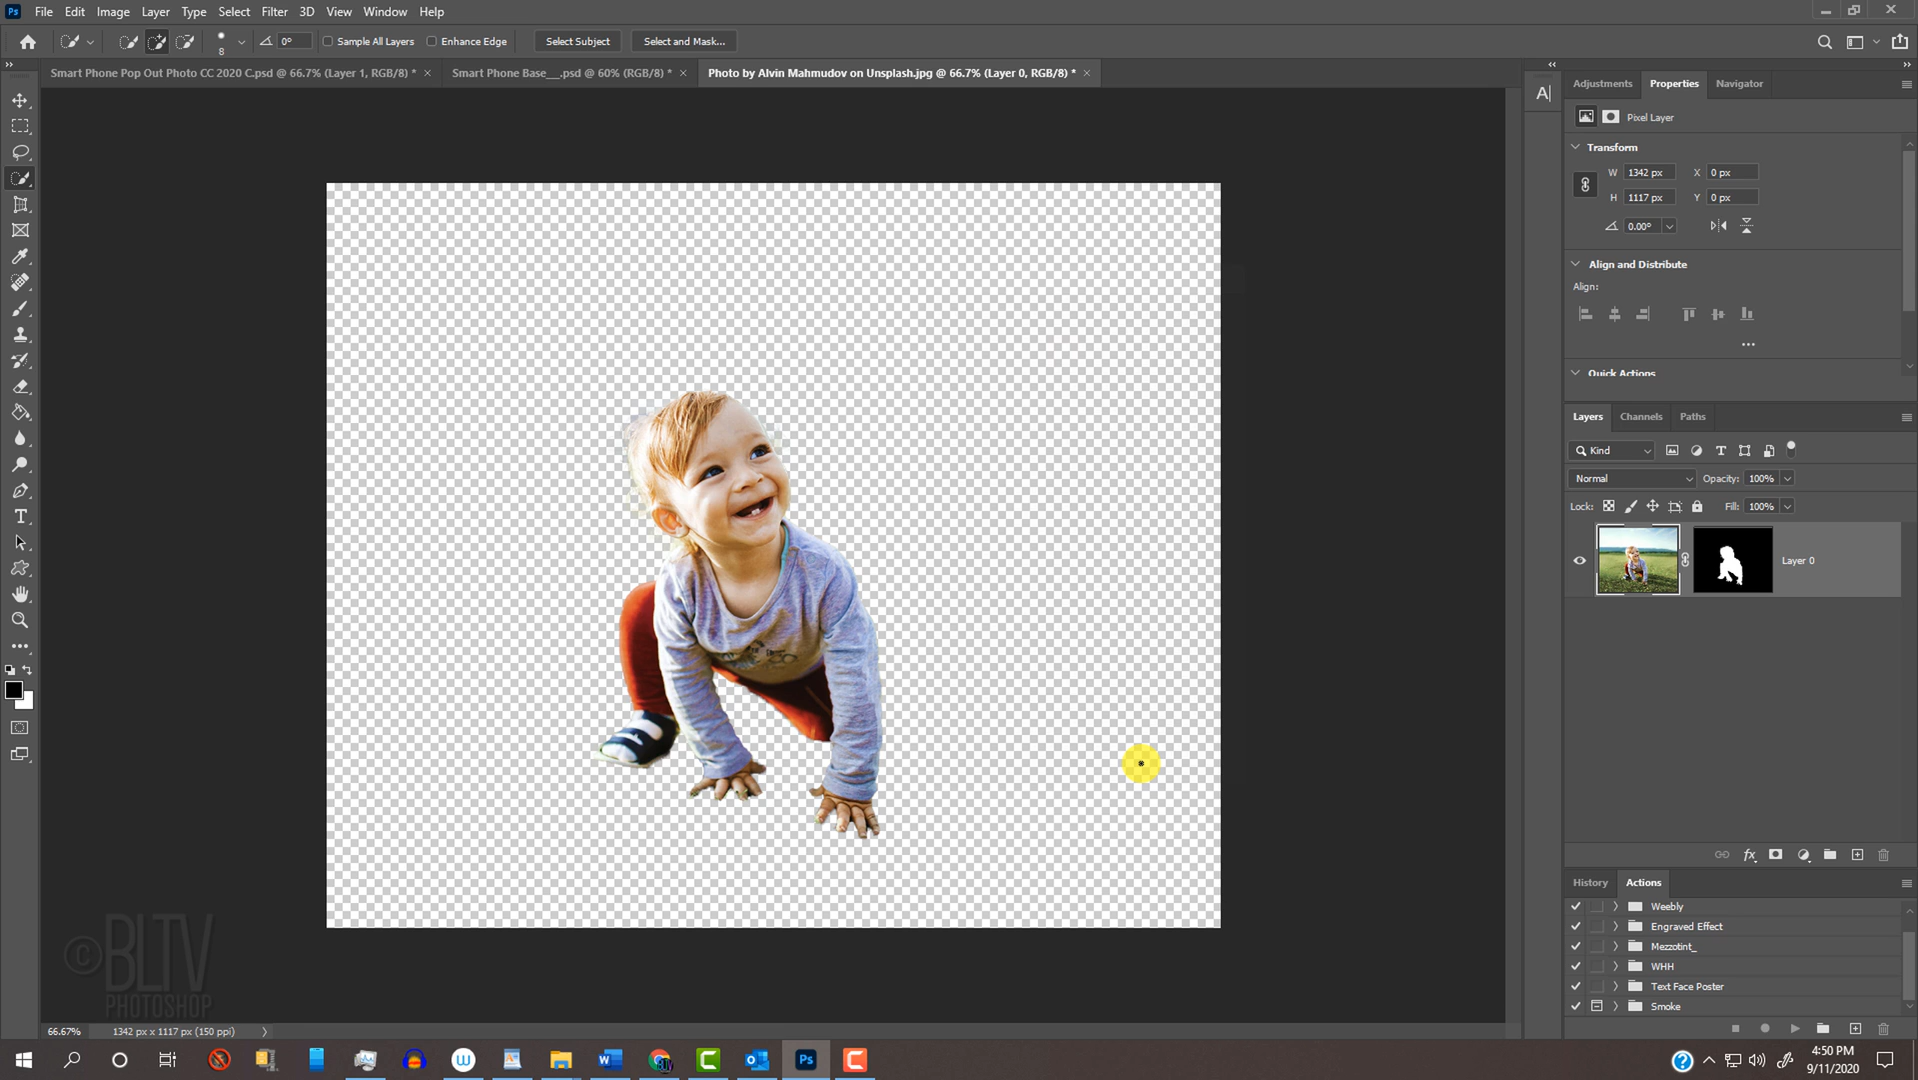 Ps File Edit Image Layer Type Select Filter 3D View Window Help
8 0° Sample All Layers Enhance Edge Select Subject Select and Mask...
Smart Phone Pop Out Photo CC 2020 C.psd @ 66.7% (Layer 1, RGB/8) * × Smart Phone Base__.psd @ 60% (RGB/8) * × Photo by Alvin Mahmudov on Unsplash.jpg @ 66.7% (Layer 0, RGB/8) * ×
Adjustments Properties Navigator
Pixel Layer
Transform
W 1342 px X 0 px
H 1117 px Y 0 px
0.00°
Align and Distribute
Align:
Quick Actions
Layers Channels Paths
Kind
Normal Opacity: 100%
Lock: Fill: 100%
Layer 0
fx
History Actions
Weebly
Engraved Effect
Mezzotint_
WHH
Text Face Poster
Smoke
© BLTV
PHOTOSHOP
66.67% 1342 px x 1117 px (150 ppi)
4:50 PM
9/11/2020